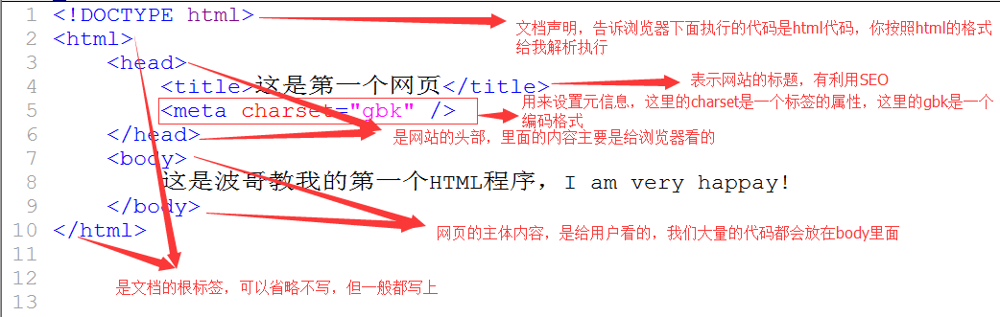 1 <!DOCTYPE html>
文档声明，告诉浏览器下面执行的代码是html代码，你按照html的格式
给我解析执行
2 <html>
3 <head>
4 <title>这是第一个网页</title>
表示网站的标题，有利用SEO
5 <meta charset="gbk" />
用来设置元信息，这里的charset是一个标签的属性，这里的gbk是一个
编码格式
6 </head>
是网站的头部，里面的内容主要是给浏览器看的
7 <body>
8 这是波哥教我的第一个HTML程序，I am very happay!
9 </body>
网页的主体内容，是给用户看的，我们大量的代码都会放在body里面
10 </html>
11
12
是文档的根标签，可以省略不写，但一般都写上
13